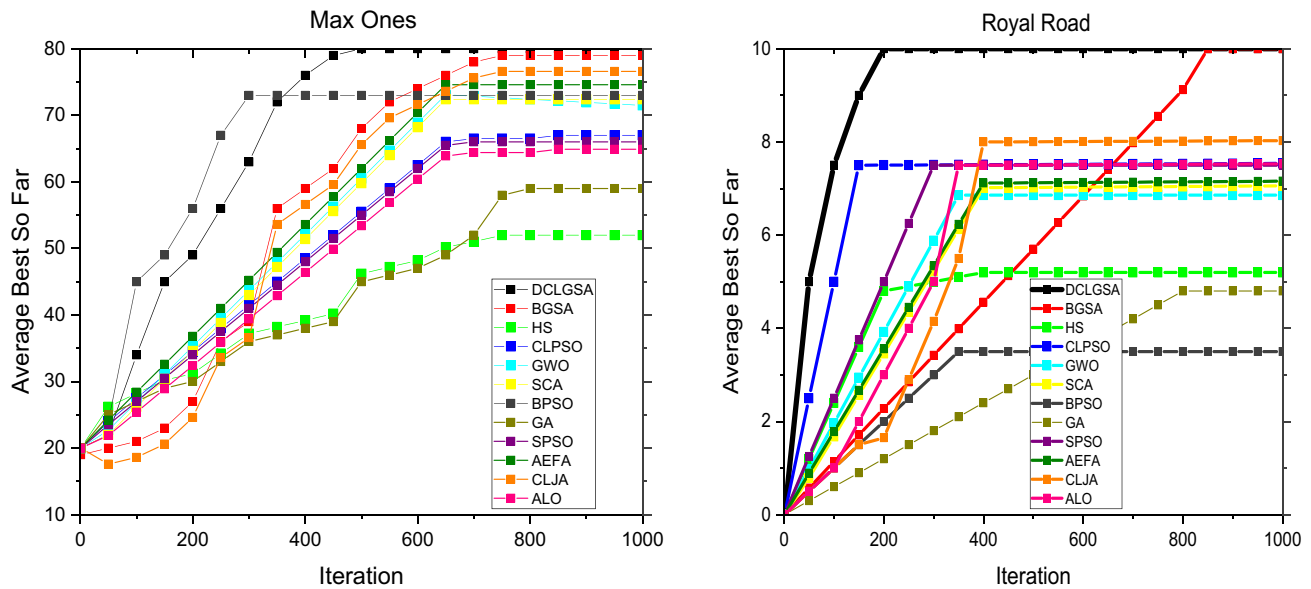 Max Ones
Average Best So Far
80
70
60
50
40
30
20
10
0
200
400
600
800
1000
Iteration
DCLGSA
BGSA
HS
CLPSO
GWO
SCA
BPSO
GA
SPSO
AEFA
CLJA
ALO
Royal Road
Average Best So Far
10
8
6
4
2
0
0
200
400
600
800
1000
Iteration
DCLGSA
BGSA
HS
CLPSO
GWO
SCA
BPSO
GA
SPSO
AEFA
CLJA
ALO